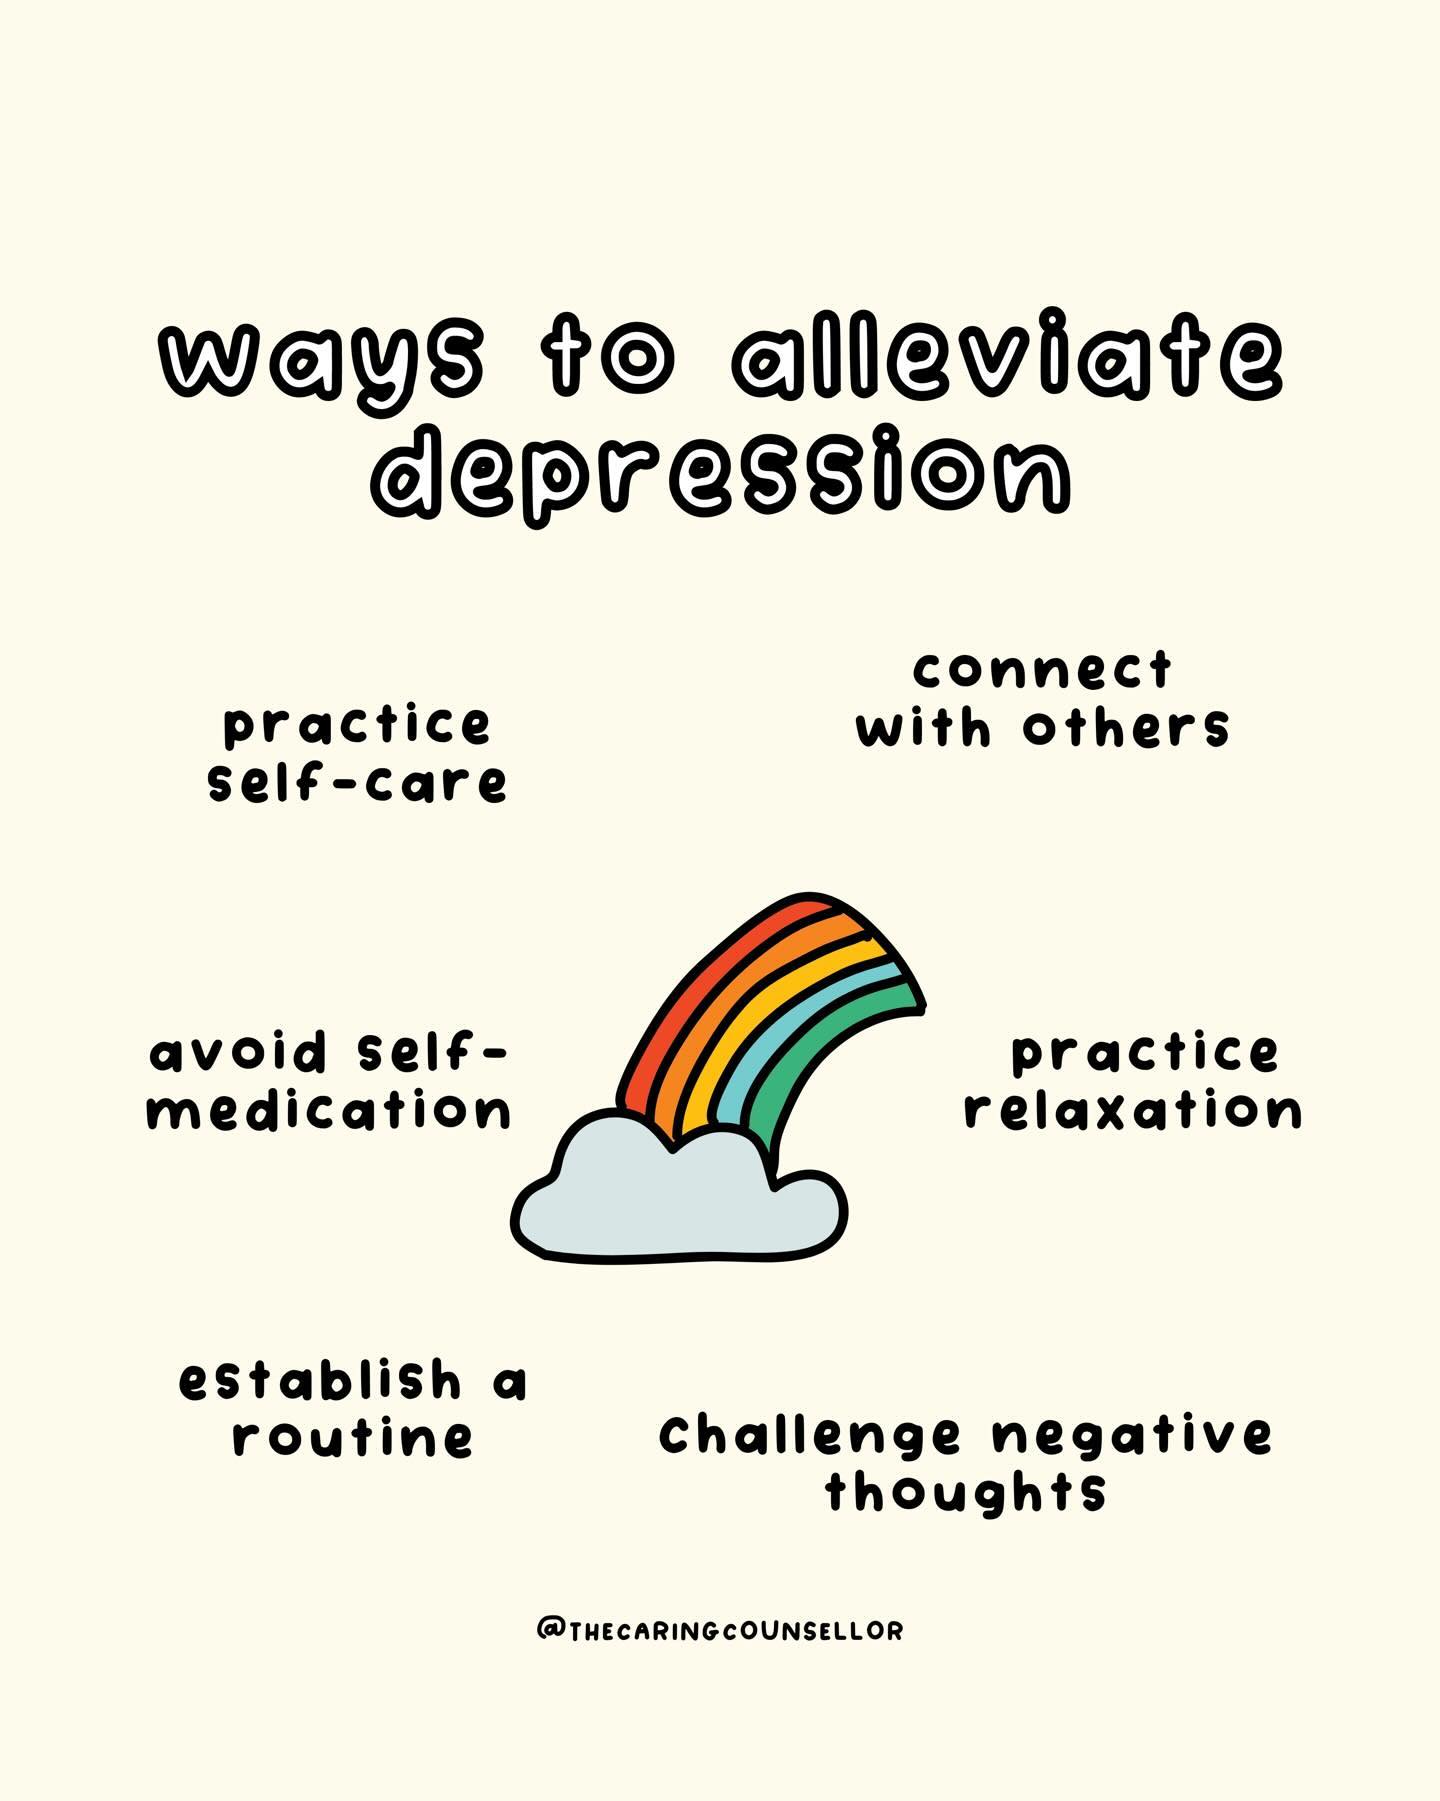 ways to alleviate
depression
practice
self-care
connect
with others
avoid self-
medication
practice
relaxation
establish a
routine
challenge negative
thoughts
@THECARINGCOUNSELLOR